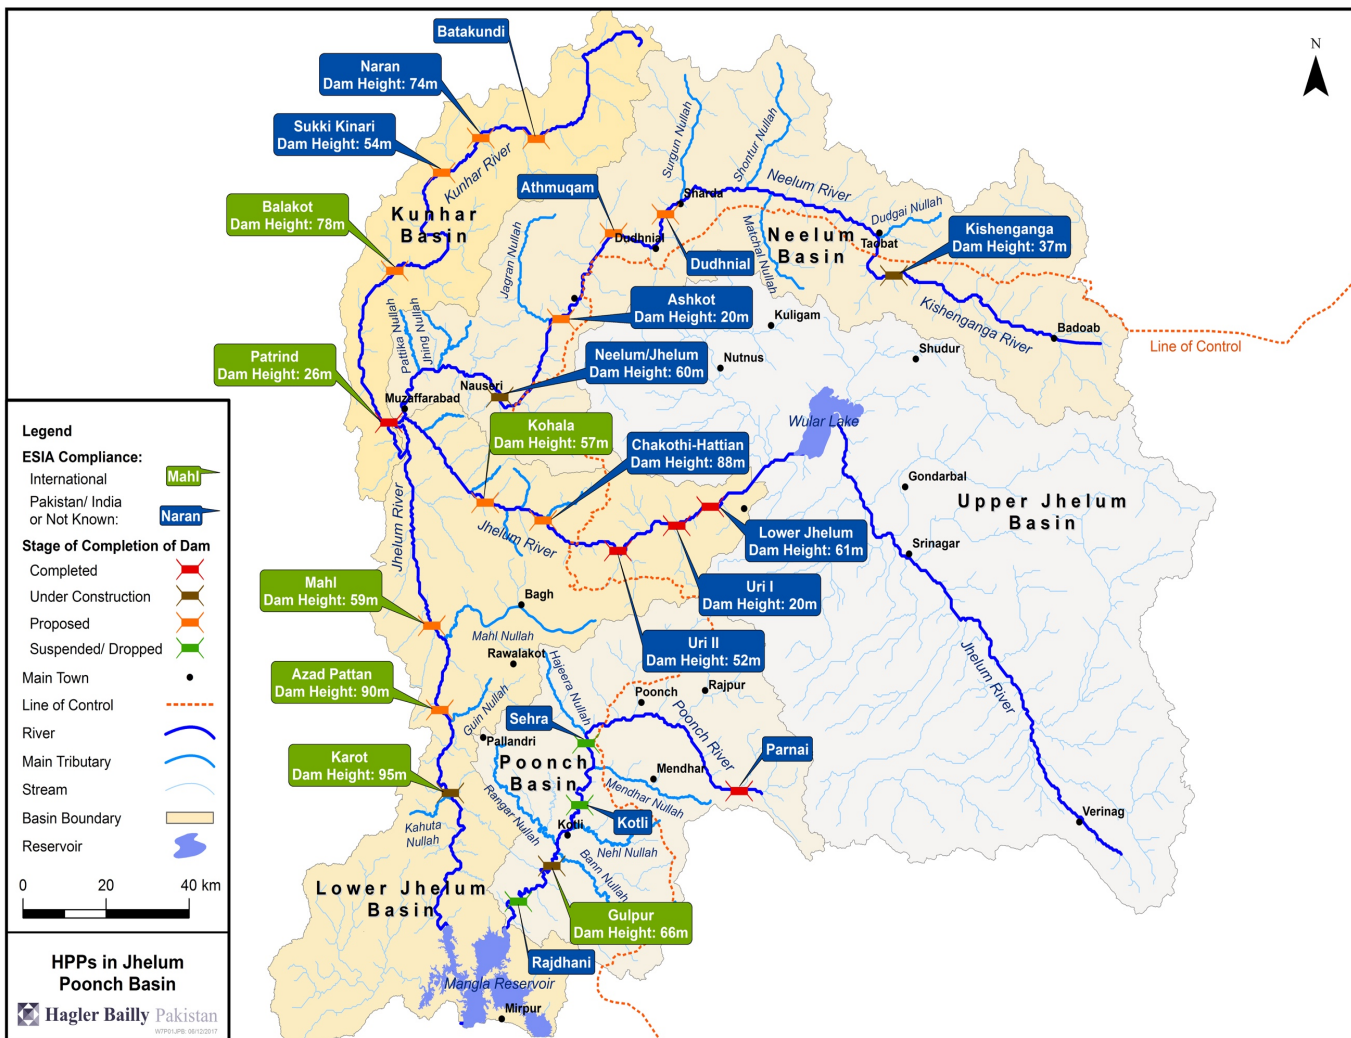 Batakundi
Naran
Dam Height: 74m
Sukki Kinari
Dam Height: 54m
Balakot
Dam Height: 78m
Kunhar River
Kunhar
Basin
Athmuqam
Surgun Nullah
Shontur Nullah
Sharda
Neelum River
Dudgai Nullah
Neelum
Basin
Taobat
Matchal Nullah
Kishenganga
Dam Height: 37m
Dudhnial
Dudhnial
Jagran Nullah
Ashkot
Dam Height: 20m
Kishenganga River
Badoab
Line of Control
Kuligam
Nutnus
Shudur
Pattika Nullah
Jhing Nullah
Patrind
Dam Height: 26m
Neelum/Jhelum
Dam Height: 60m
Nauseri
Muzaffarabad
Wular Lake
Kohala
Dam Height: 57m
Chakothi-Hattian
Dam Height: 88m
Gondarbal
Upper Jhelum
Basin
Jhelum River
Jhelum River
Lower Jhelum
Dam Height: 61m
Srinagar
Uri I
Dam Height: 20m
Uri II
Dam Height: 52m
Mahl
Dam Height: 59m
Bagh
Mahl Nullah
Rawalakot
Hajeera Nullah
Azad Pattan
Dam Height: 90m
Guin Nullah
Pallandri
Poonch
Rajpur
Poonch River
Jhelum River
Sehra
Poonch
Basin
Parnai
Karot
Dam Height: 95m
Mendhar
Mendhar Nullah
Rangar Nullah
Kotli
Kotli
Kahuta
Nullah
Nehl Nullah
Bann Nullah
Verinag
Lower Jhelum
Basin
Gulpur
Dam Height: 66m
Rajdhani
Mangla Reservoir
Mirpur
N
Legend
ESIA Compliance:
International
Mahl
Pakistan/ India
or Not Known:
Naran
Stage of Completion of Dam
Completed
Under Construction
Proposed
Suspended/ Dropped
Main Town
Line of Control
River
Main Tributary
Stream
Basin Boundary
Reservoir
0 20 40 km
HPPs in Jhelum
Poonch Basin
Hagler Bailly Pakistan
WTP01JPB: 06/12/2017